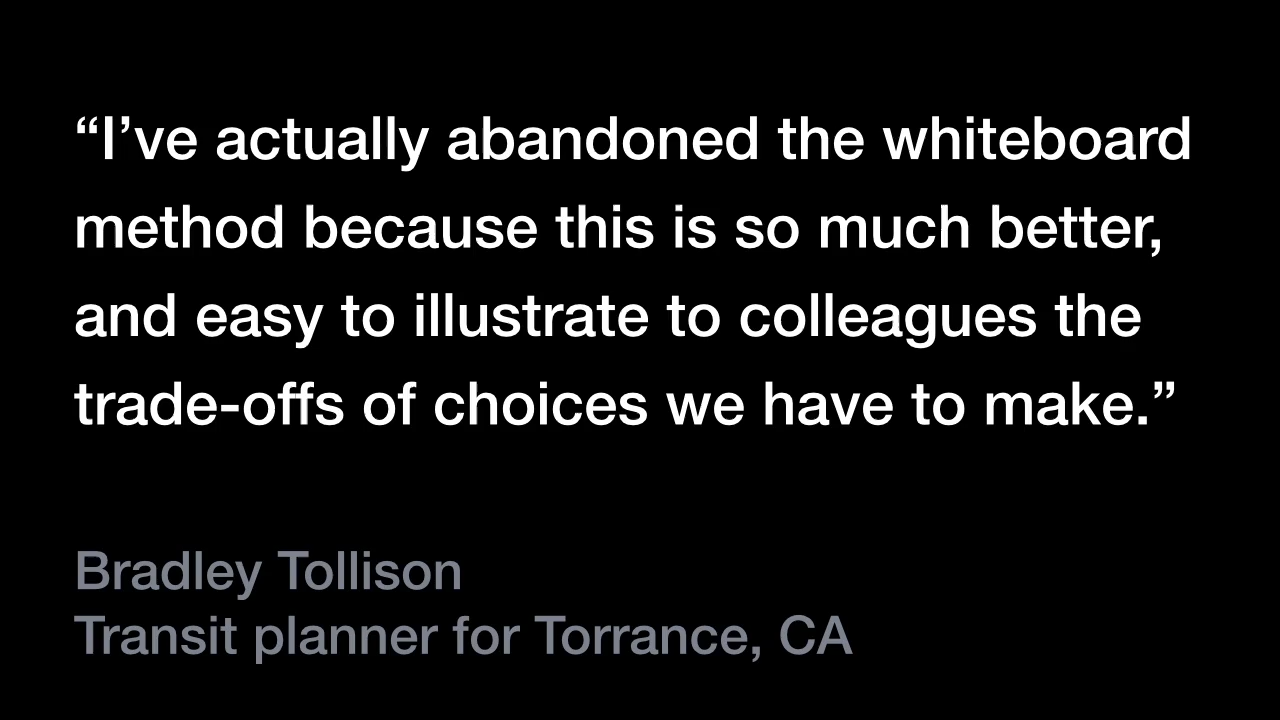 “I’ve actually abandoned the whiteboard
method because this is so much better,
and easy to illustrate to colleagues the
trade-offs of choices we have to make.”
Bradley Tollison
Transit planner for Torrance, CA